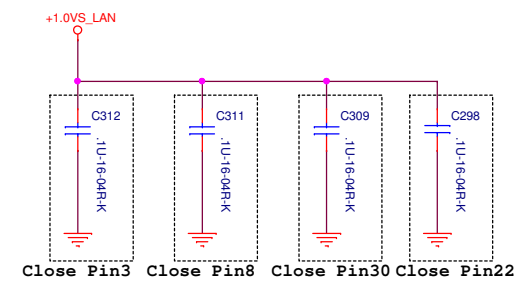 +1.0VS_LAN
C312
C311
C309
C298
.1U-16-04R-K
.1U-16-04R-K
.1U-16-04R-K
.1U-16-04R-K
Close Pin3
Close Pin8
Close Pin30
Close Pin22